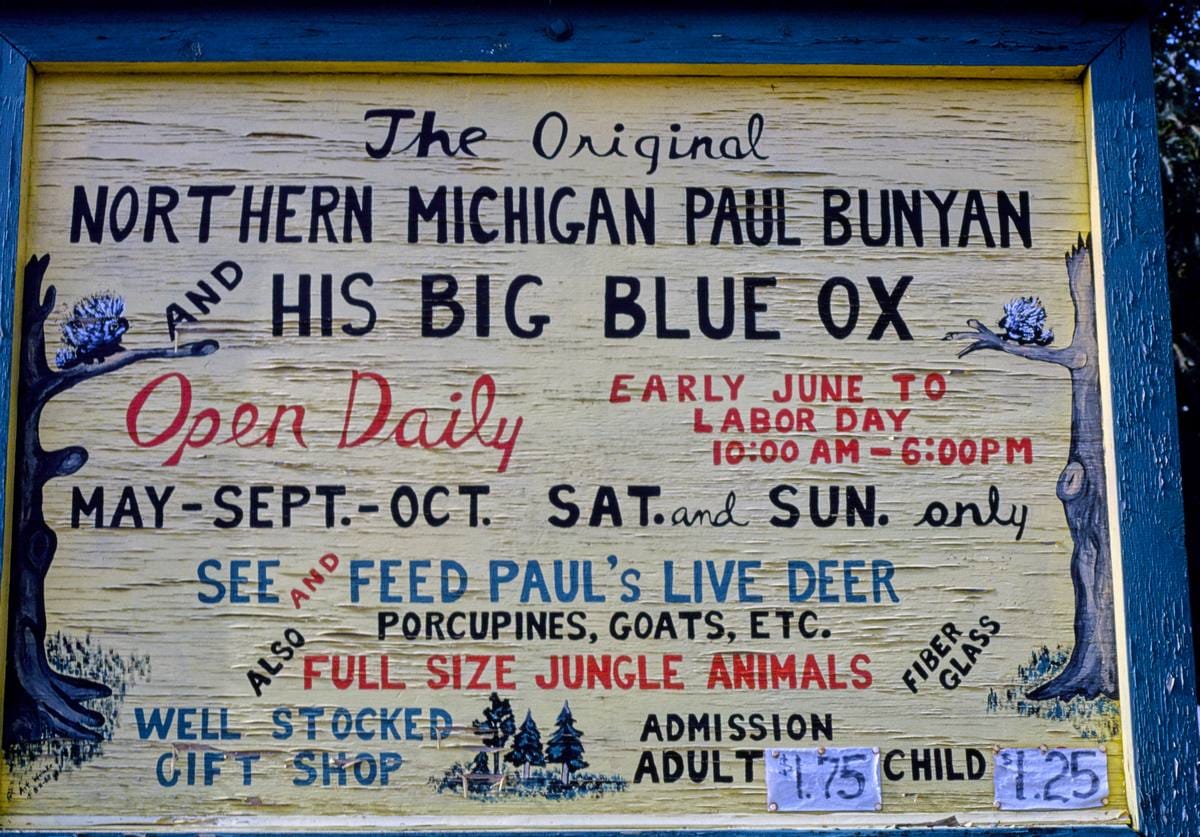 The Original
NORTHERN MICHIGAN PAUL BUNYAN
AND HIS BIG BLUE OX
Open Daily
EARLY JUNE TO
LABOR DAY
10:00 AM - 6:00PM
MAY-SEPT.-OCT. SAT. and SUN. only
SEE AND FEED PAUL's LIVE DEER
PORCUPINES, GOATS, ETC.
ALSO FULL SIZE JUNGLE ANIMALS
FIBER
GLASS
WELL STOCKED
GIFT SHOP
ADMISSION
ADULT $1.75 CHILD $1.25